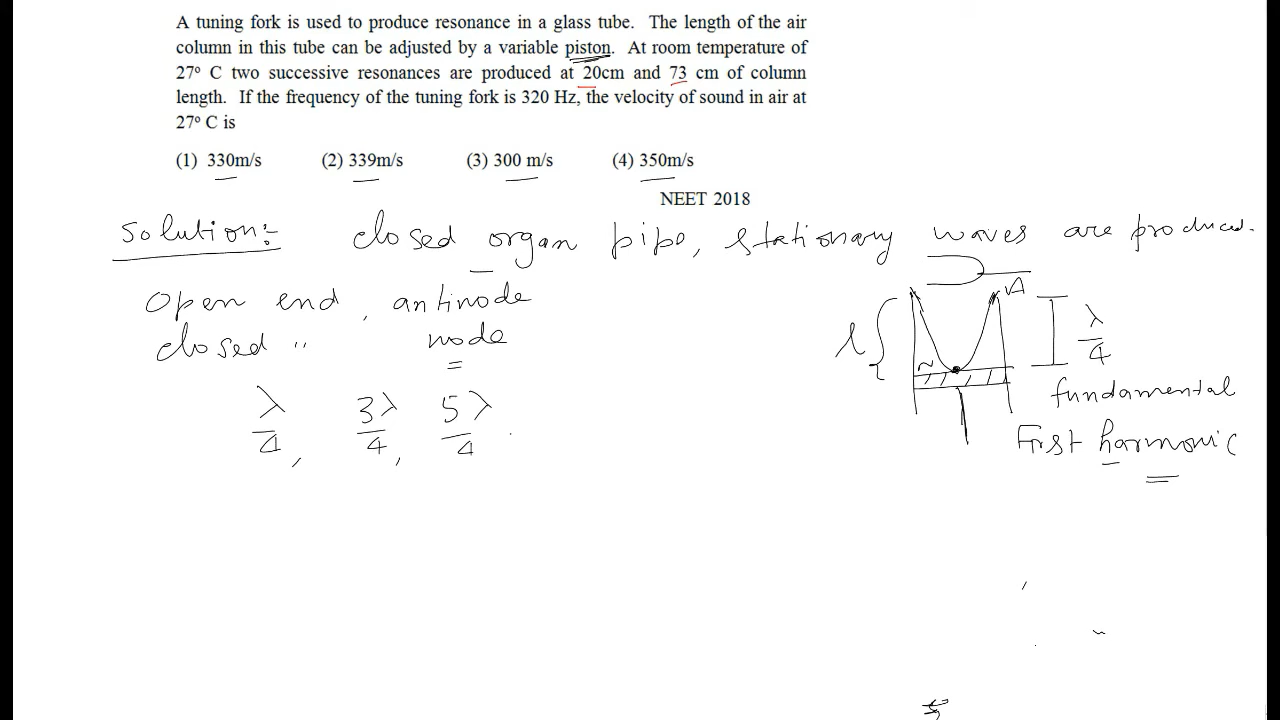 A tuning fork is used to produce resonance in a glass tube. The length of the air
column in this tube can be adjusted by a variable piston. At room temperature of
27° C two successive resonances are produced at 20cm and 73 cm of column
length. If the frequency of the tuning fork is 320 Hz, the velocity of sound in air at
27° C is
(1) 330m/s (2) 339m/s (3) 300 m/s (4) 350m/s
NEET 2018
Solution:- closed organ pipe, stationary waves are produced.
Open end, antinode
closed " node
λ/4, 3λ/4, 5λ/4
A
l
λ/4
N
fundamental
First harmonic